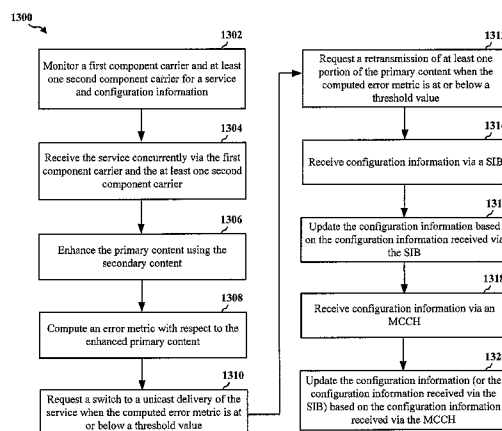 1300
1302
Monitor a first component carrier and at least
one second component carrier for a service
and configuration information
1304
Receive the service concurrently via the first
component carrier and the at least one second
component carrier
1306
Enhance the primary content using the
secondary content
1308
Compute an error metric with respect to the
enhanced primary content
1310
Request a switch to a unicast delivery of the
service when the computed error metric is at
or below a threshold value
Request a retransmission of at least one
portion of the primary content when the
computed error metric is at or below a
threshold value
Receive configuration information via a SIB
Update the configuration information based
on the configuration information received via
the SIB
1318
Receive configuration information via an
MCCH
Update the configuration information (or the
configuration information received via the
SIB) based on the configuration information
received via the MCCH